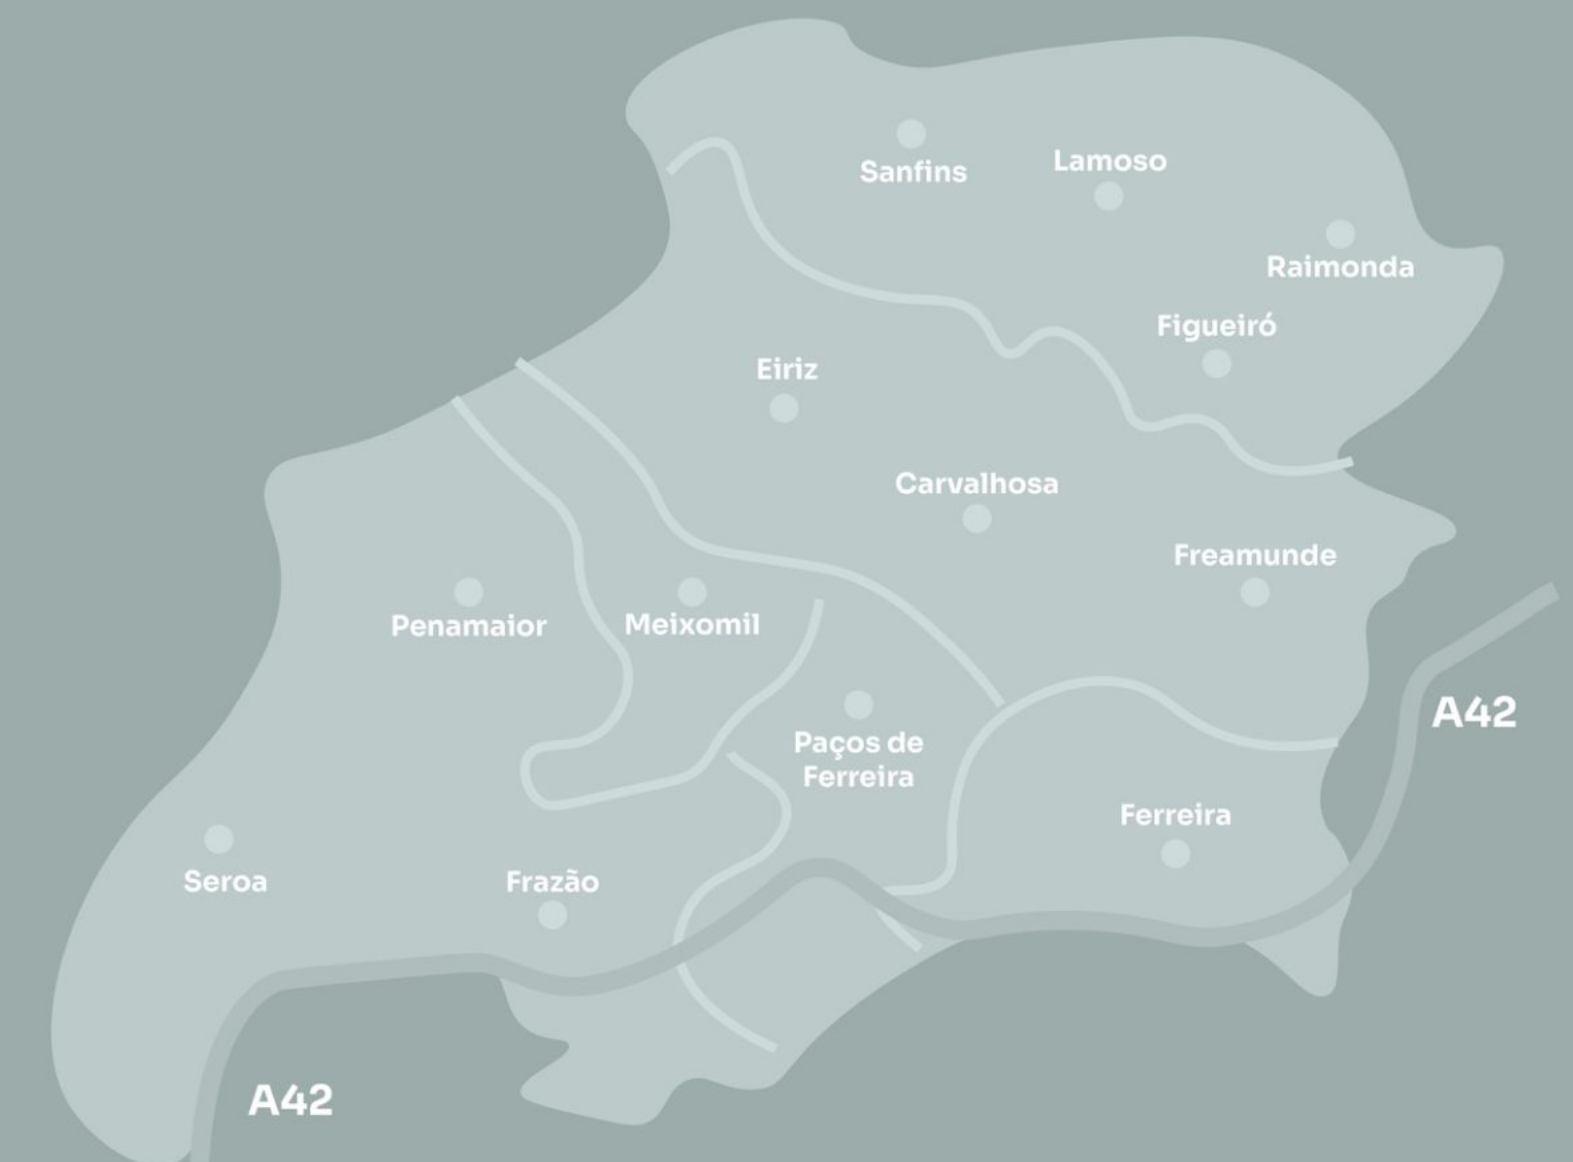 Sanfins
Lamoso
Raimonda
Figueiró
Eiriz
Carvalhosa
Freamunde
Penamaior
Meixomil
A42
Paços de
Ferreira
Ferreira
Seroa
Frazão
A42